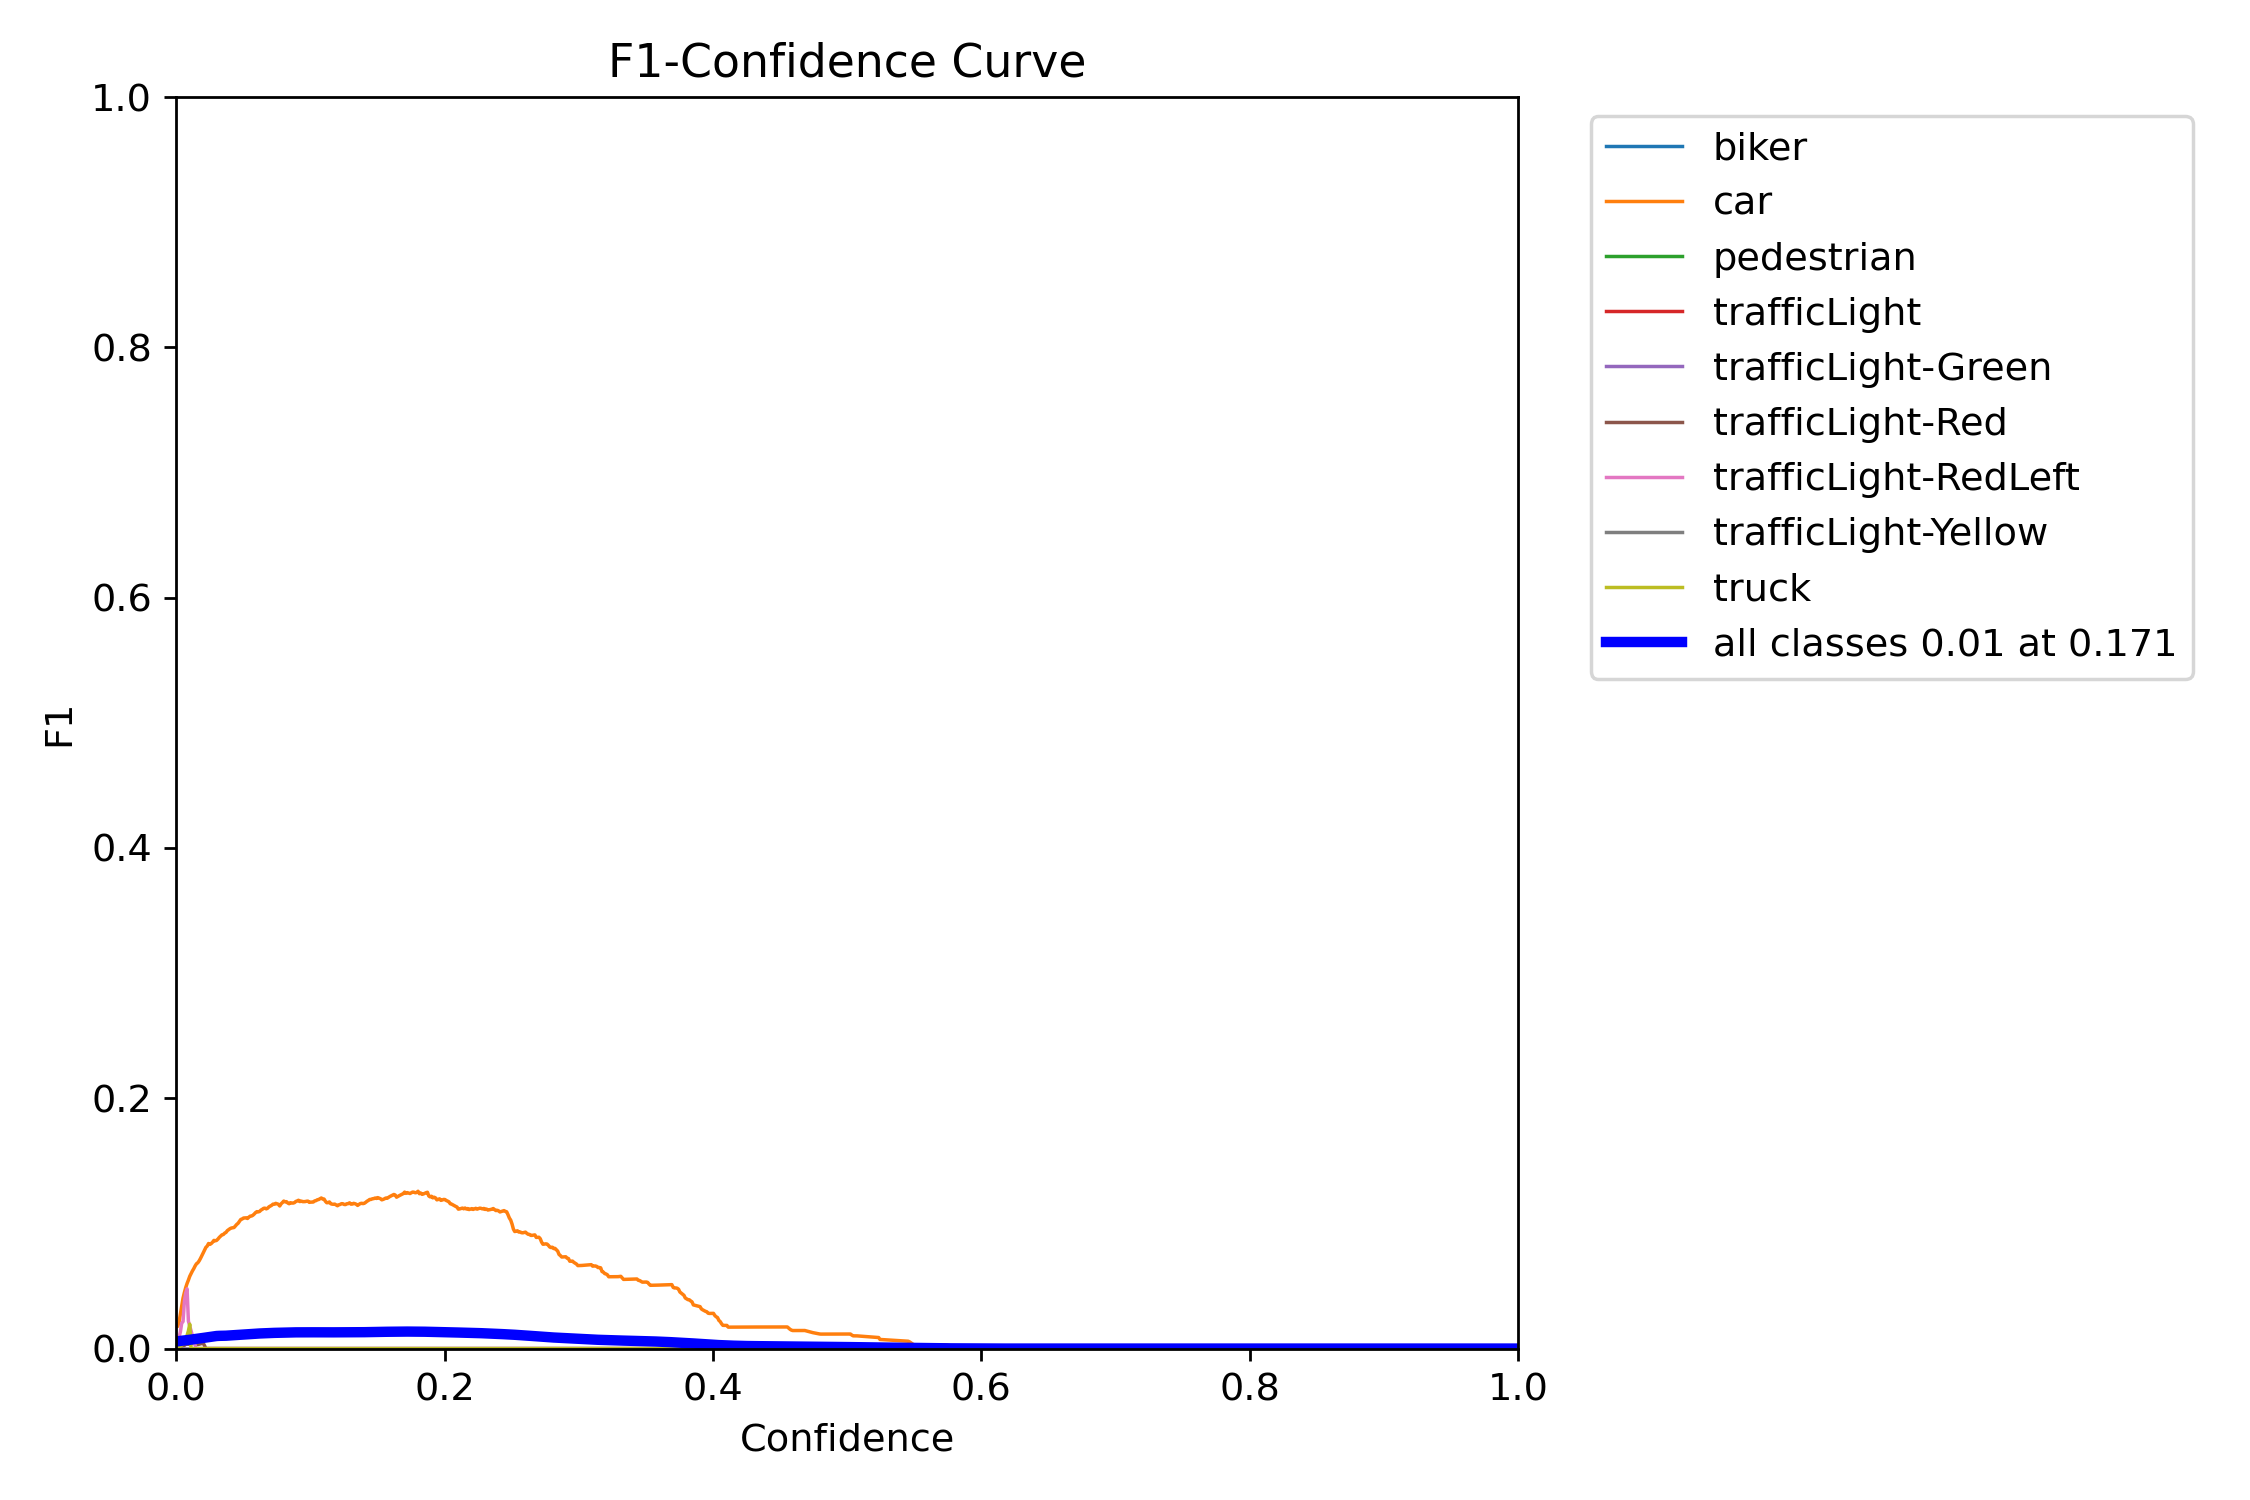 F1-Confidence Curve
1.0
0.8
0.6
0.4
0.2
0.0
F1
0.0 0.2 0.4 0.6 0.8 1.0
Confidence
biker
car
pedestrian
trafficLight
trafficLight-Green
trafficLight-Red
trafficLight-RedLeft
trafficLight-Yellow
truck
all classes 0.01 at 0.171